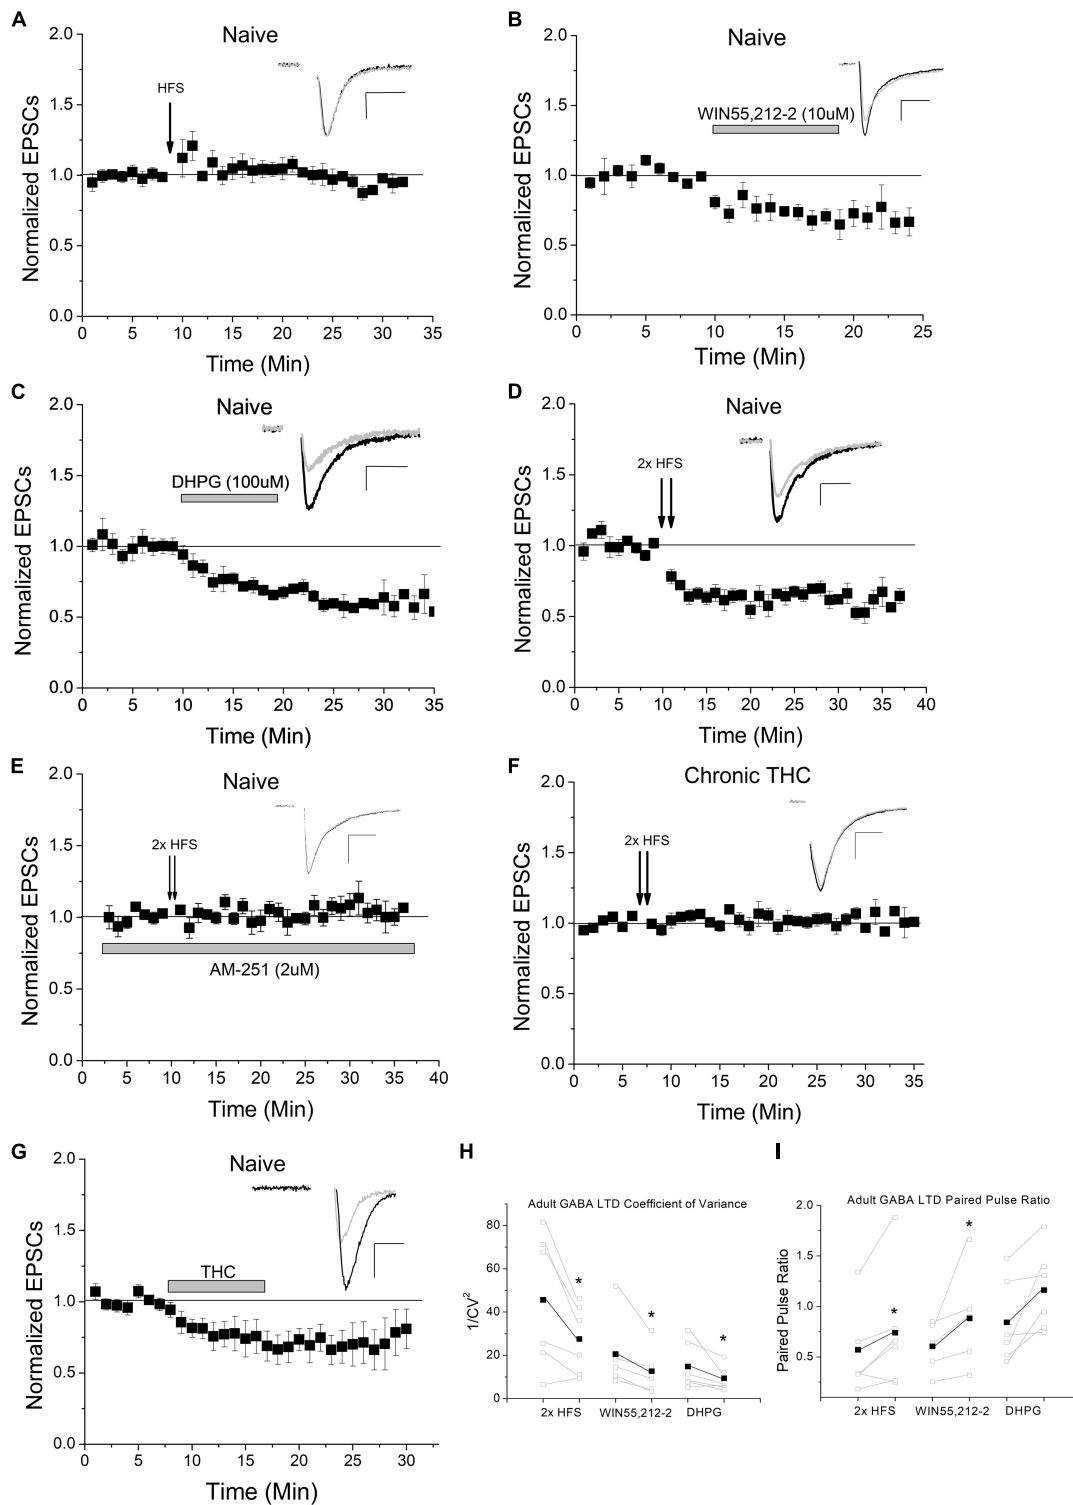 A
Naive
HFS
Normalized EPSCs
2.0
1.5
1.0
0.5
0.0
0 5 10 15 20 25 30 35
Time (Min)
B
Naive
WIN55,212-2 (10uM)
Normalized EPSCs
2.0
1.5
1.0
0.5
0.0
0 5 10 15 20 25
Time (Min)
C
Naive
DHPG (100uM)
Normalized EPSCs
2.0
1.5
1.0
0.5
0.0
0 5 10 15 20 25 30 35
Time (Min)
D
Naive
2x HFS
Normalized EPSCs
2.0
1.5
1.0
0.5
0.0
0 5 10 15 20 25 30 35 40
Time (Min)
E
Naive
2x HFS
AM-251 (2uM)
Normalized EPSCs
2.0
1.5
1.0
0.5
0.0
0 5 10 15 20 25 30 35 40
Time (Min)
F
Chronic THC
2x HFS
Normalized EPSCs
2.0
1.5
1.0
0.5
0.0
0 5 10 15 20 25 30 35
Time (Min)
G
Naive
THC
Normalized EPSCs
2.0
1.5
1.0
0.5
0.0
0 5 10 15 20 25 30
Time (Min)
H
Adult GABA LTD Coefficient of Variance
1/CV²
80
60
40
20
0
* * *
2x HFS WIN55,212-2 DHPG
I
Adult GABA LTD Paired Pulse Ratio
Paired Pulse Ratio
2.0
1.5
1.0
0.5
* *
2x HFS WIN55,212-2 DHPG